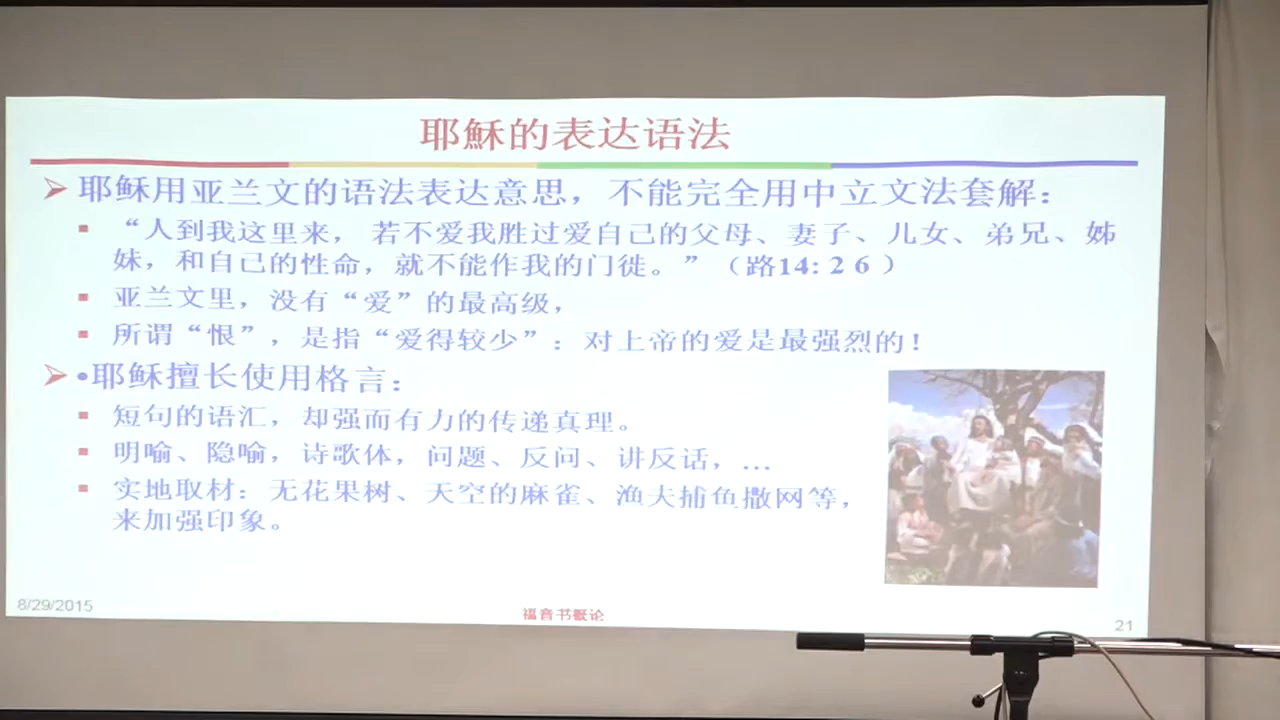 耶稣的表达语法
耶稣用亚兰文的语法表达意思，不能完全用中立文法套解：
“人到我这里来， 若不爱我胜过爱自己的父母、妻子、儿女、弟兄、姊
妹，和自己的性命，就不能作我的门徙。”（路14: 2 6 ）
亚兰文里，没有“爱”的最高级，
所谓“恨”，是指“爱得较少”：对上帝的爱是最强烈的！
•耶稣擅长使用格言：
短句的语汇，却强而有力的传递真理。
明喻、隐喻，诗歌体，问题、反问、讲反话，…
实地取材：无花果树、天空的麻雀、渔夫捕鱼撒网等，
来加强印象。
8/29/2015
福音书概论
21